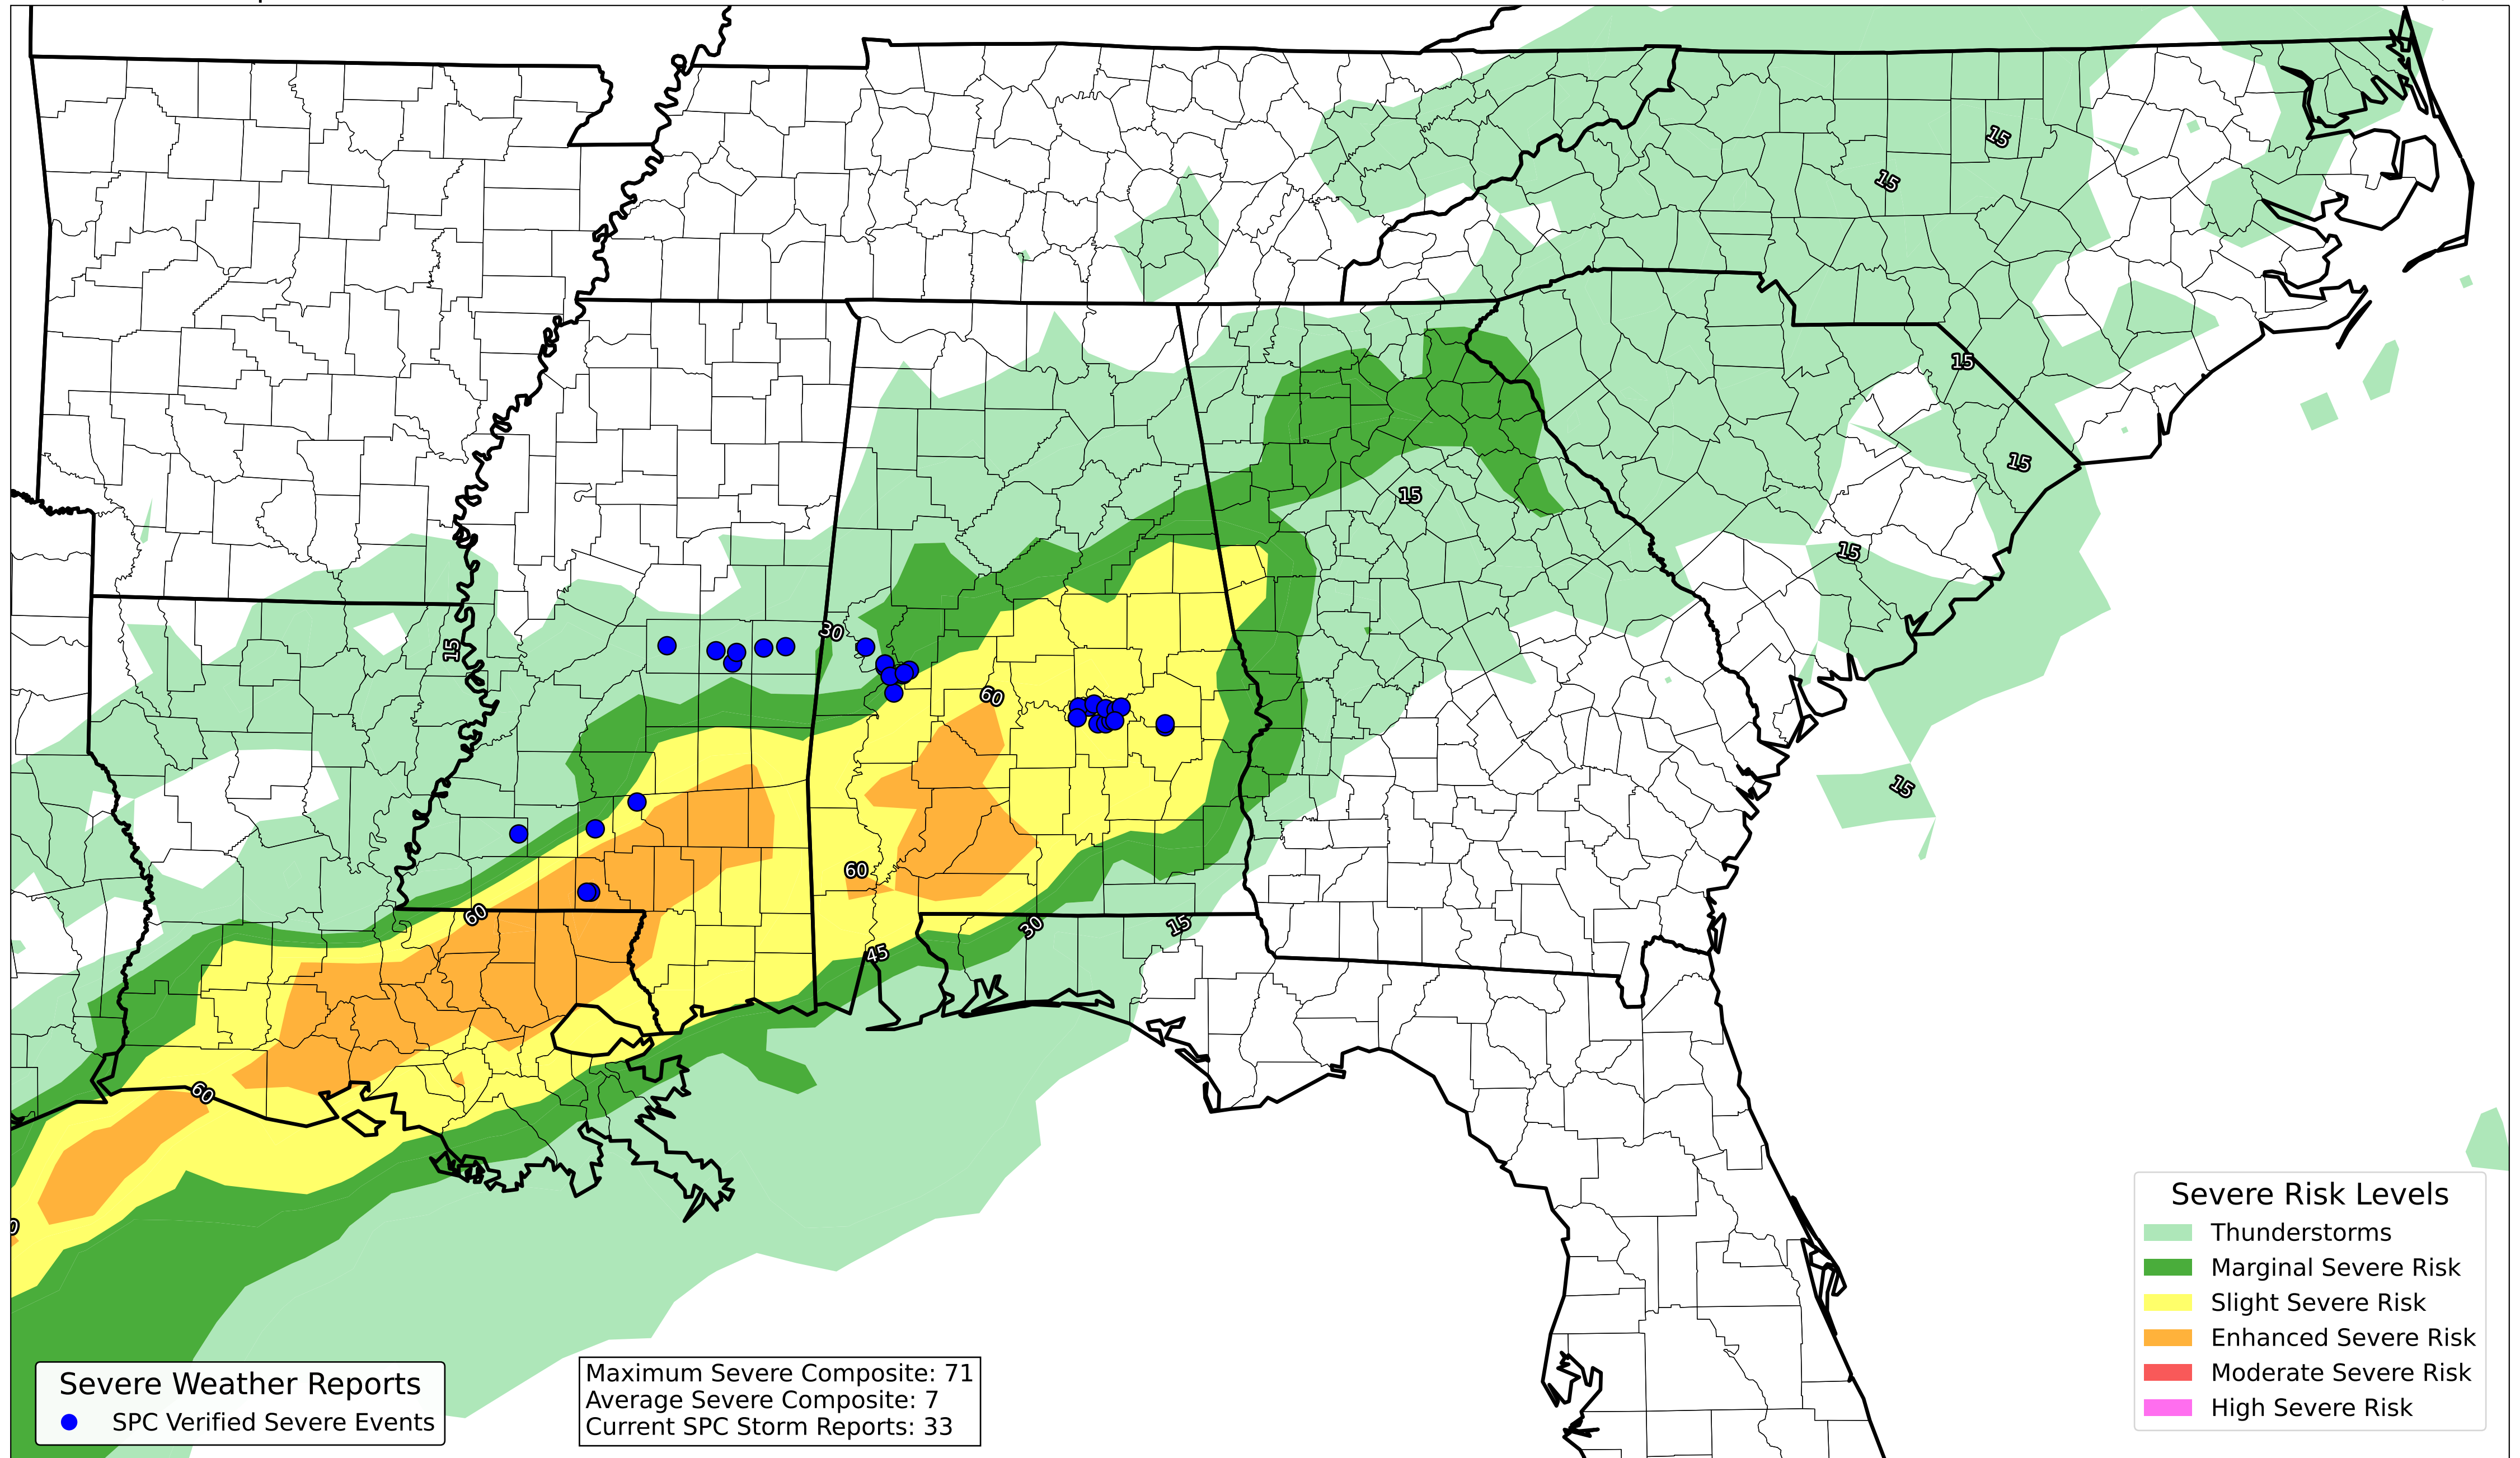 15
15
15
15
15
15
30
15
60
15
60
60
30
15
45
60
Severe Risk Levels
Thunderstorms
Marginal Severe Risk
Slight Severe Risk
Enhanced Severe Risk
Moderate Severe Risk
High Severe Risk
Severe Weather Reports
SPC Verified Severe Events
Maximum Severe Composite: 71
Average Severe Composite: 7
Current SPC Storm Reports: 33